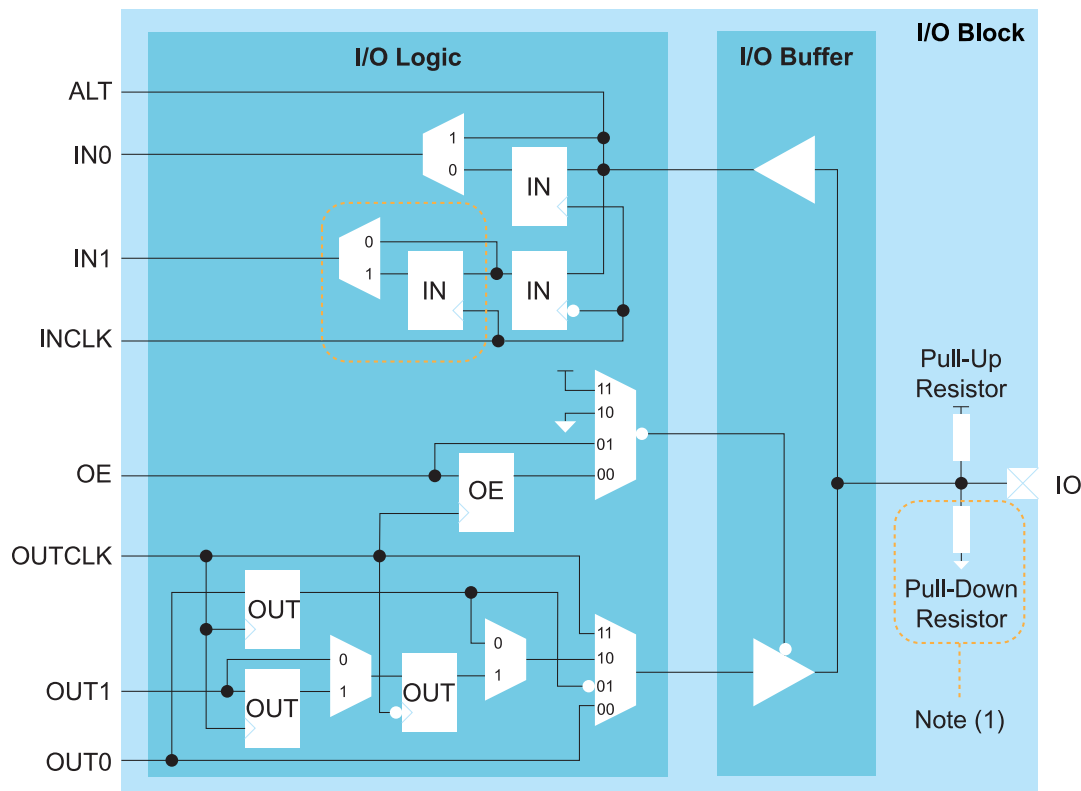 I/O Block
I/O Logic
I/O Buffer
ALT
1
IN0
0
IN
0
IN1
1
IN
IN
INCLK
11
10
01
00
OE
OE
Pull-Up
Resistor
IO
OUTCLK
Pull-Down
Resistor
OUT
0
1
OUT1
OUT
0
1
OUT
11
10
01
00
Note (1)
OUT0